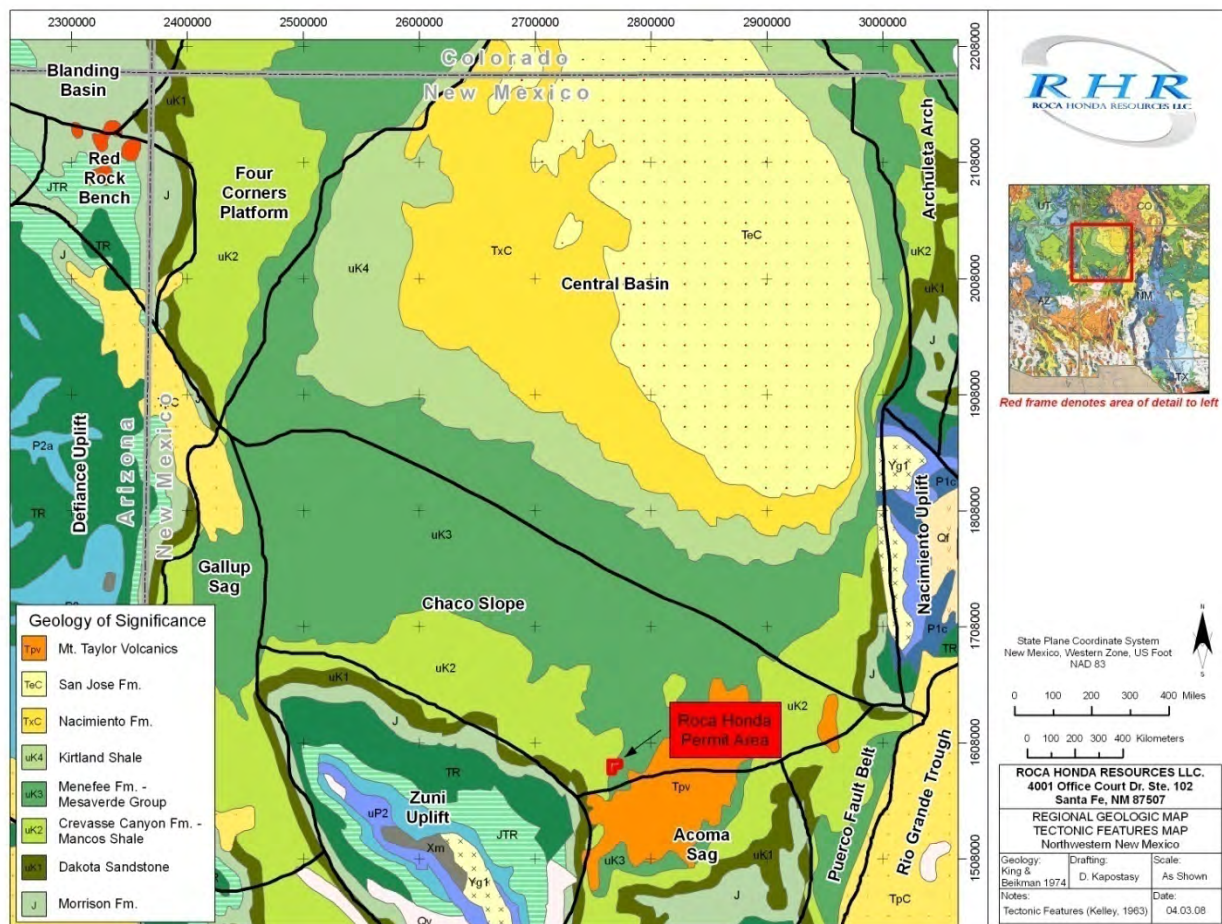 2300000 2400000 2500000 2600000 2700000 2800000 2900000 3000000
2208000
2108000
2008000
1908000
1808000
1708000
1608000
1508000
Colorado
New Mexico
Arizona
New Mexico
Blanding
Basin
Red
Rock
Bench
Four
Corners
Platform
Central Basin
Archuleta Arch
Defiance Uplift
Gallup
Sag
Chaco Slope
Nacimiento Uplift
Zuni
Uplift
Acoma
Sag
Puerco Fault Belt
Rio Grande Trough
Roca Honda
Permit Area
uK1
JTR
J
TR
J
uK2
uK4
TxC
TeC
uK2
uK1
J
P2a
TR
J
uK3
Yg1
P1c
Qf
P1c
TR
J
uK2
uK1
J
TR
uP2
Xm
JTR
Yg1
Tpv
uK2
uK3
uK1
J
J
TpC
TR
Geology of Significance
Tpv Mt. Taylor Volcanics
TeC San Jose Fm.
TxC Nacimiento Fm.
uK4 Kirtland Shale
uK3 Menefee Fm. -
Mesaverde Group
uK2 Crevasse Canyon Fm. -
Mancos Shale
uK1 Dakota Sandstone
J Morrison Fm.
RHR
ROCA HONDA RESOURCES LLC
UT
CO
AZ
NM
TX
Red frame denotes area of detail to left
State Plane Coordinate System
New Mexico, Western Zone, US Foot
NAD 83
N
S
0 100 200 300 400 Miles
0 100 200 300 400 Kilometers
ROCA HONDA RESOURCES LLC.
4001 Office Court Dr. Ste. 102
Santa Fe, NM 87507
REGIONAL GEOLOGIC MAP
TECTONIC FEATURES MAP
Northwestern New Mexico
Geology:
King &
Beikman 1974
Drafting:
D. Kapostasy
Scale:
As Shown
Notes:
Tectonic Features (Kelley, 1963)
Date:
04.03.08